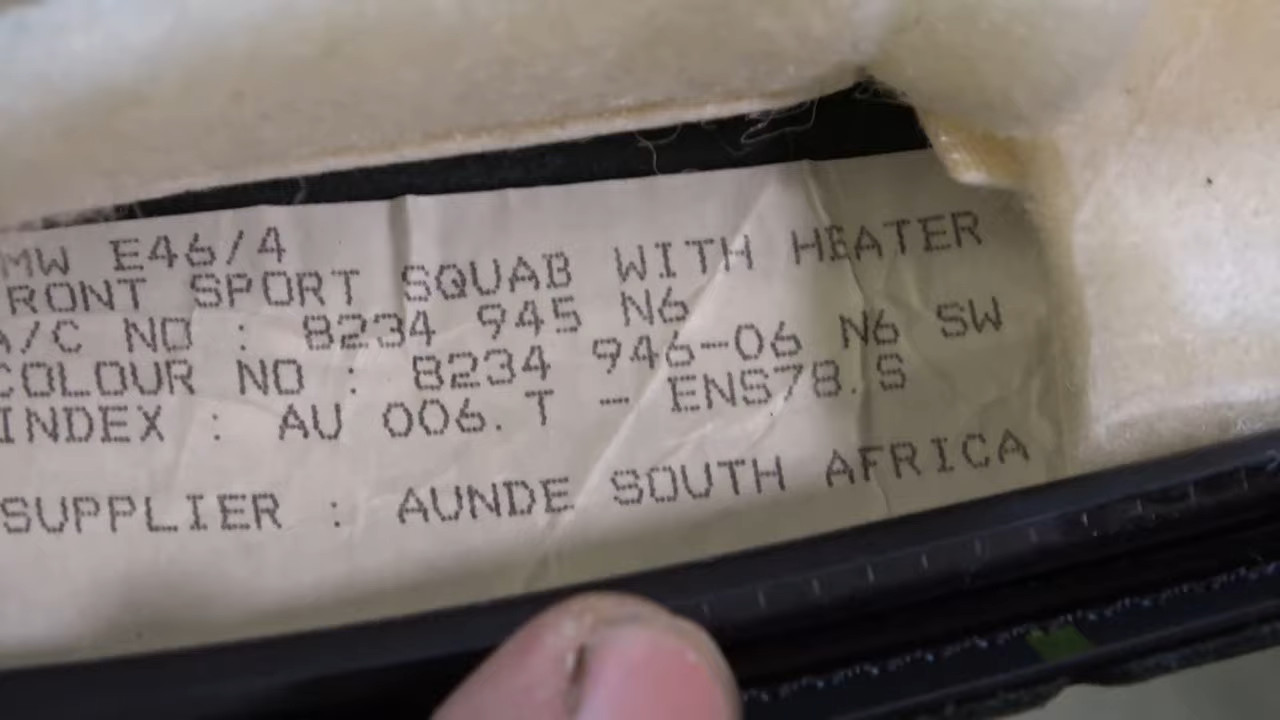 MW E46/4
RONT SPORT SQUAB WITH HEATER
A/C NO : 8234 945 N6
COLOUR NO : 8234 946-06 N6 SW
INDEX : AU 006.T - ENS78.S
SUPPLIER : AUNDE SOUTH AFRICA